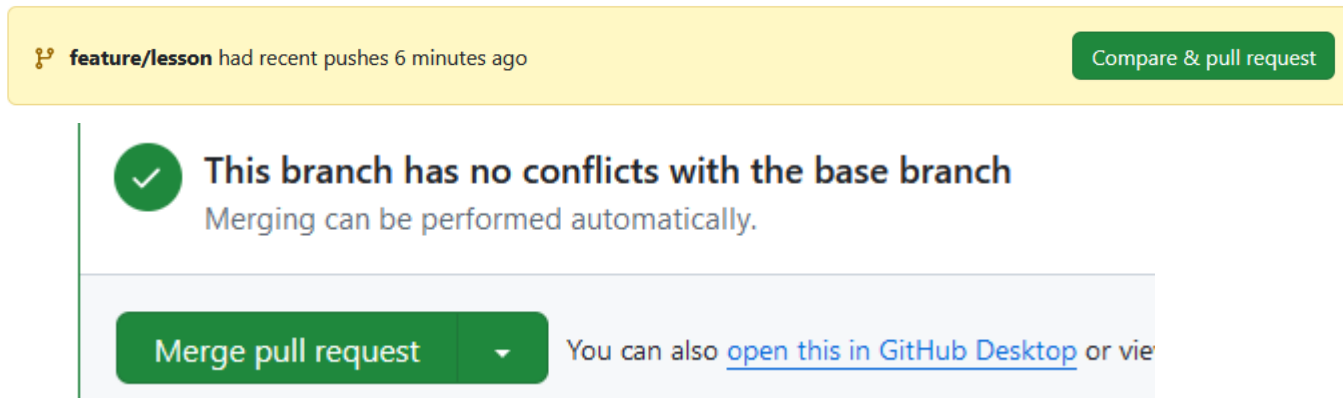 feature/lesson had recent pushes 6 minutes ago
Compare & pull request
This branch has no conflicts with the base branch
Merging can be performed automatically.
Merge pull request
You can also open this in GitHub Desktop or vie